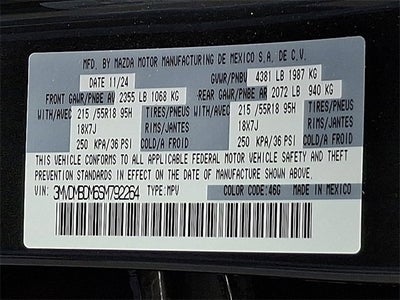 MFD. BY MAZDA MOTOR MANUFACTURING DE MEXICO S.A. DE C.V.
DATE 11/24 GVWR/PNBV 4381 LB 1987 KG
FRONT GAWR/PNBE AV 2355 LB 1068 KG REAR GAWR/PNBE AR 2072 LB 940 KG
WITH/AVEC 215 /55R18 95H TIRES/PNEUS WITH/AVEC 215 /55R18 95H TIRES/PNEUS
18X7J RIMS/JANTES 18X7J RIMS/JANTES
250 KPA/36 PSI COLD/A FROID 250 KPA/36 PSI COLD/A FROID
THIS VEHICLE CONFORMS TO ALL APPLICABLE FEDERAL MOTOR VEHICLE SAFETY AND THEFT
PREVENTION STANDARDS IN EFFECT ON THE DATE OF MANUFACTURE SHOWN ABOVE.
VIN: 3MVDMBDM6SM792264 TYPE: MPV COLOR CODE: 46G MADE IN MEXICO